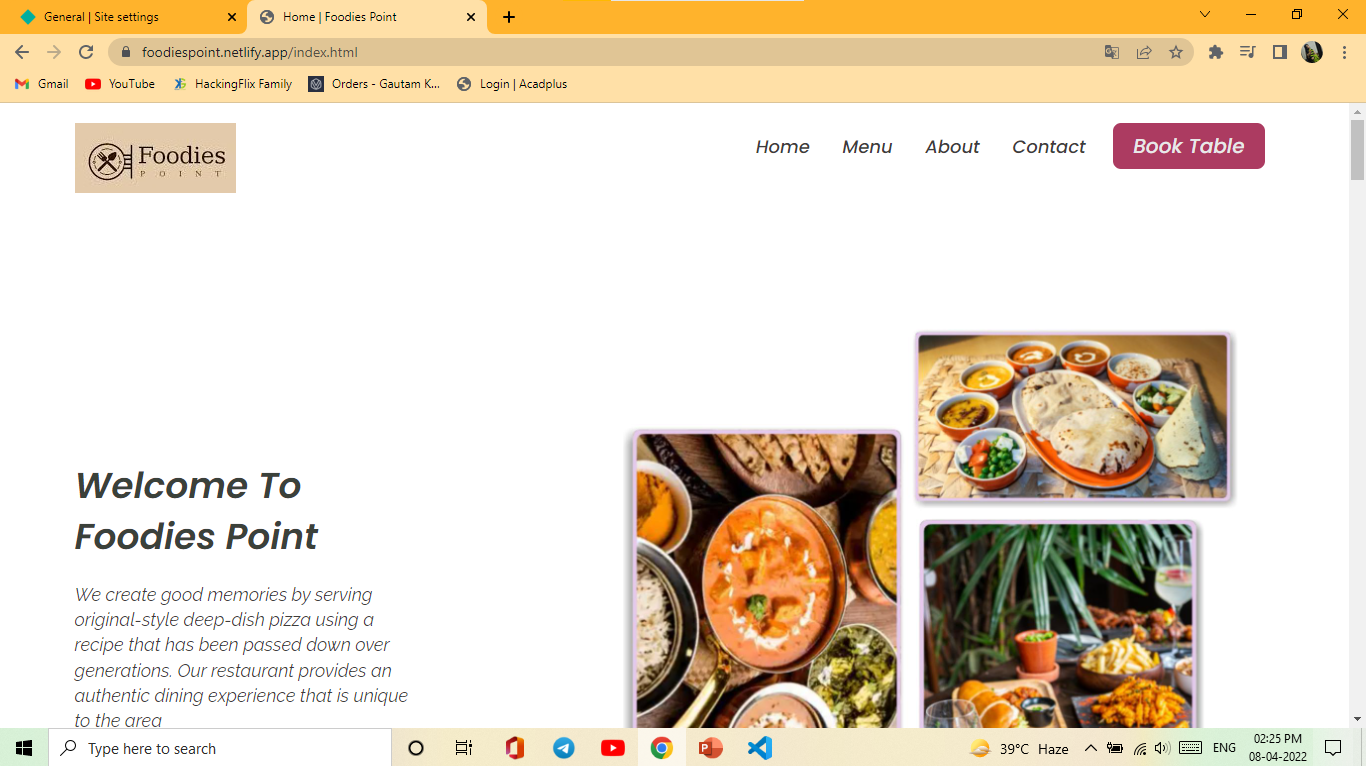 General | Site settings
Home | Foodies Point
foodiespoint.netlify.app/index.html
Gmail
YouTube
HackingFlix Family
Orders - Gautam K...
Login | Acadplus
Foodies
POINT
Home
Menu
About
Contact
Book Table
Welcome To
Foodies Point
We create good memories by serving
original-style deep-dish pizza using a
recipe that has been passed down over
generations. Our restaurant provides an
authentic dining experience that is unique
to the area
Type here to search
39°C Haze
ENG
02:25 PM
08-04-2022